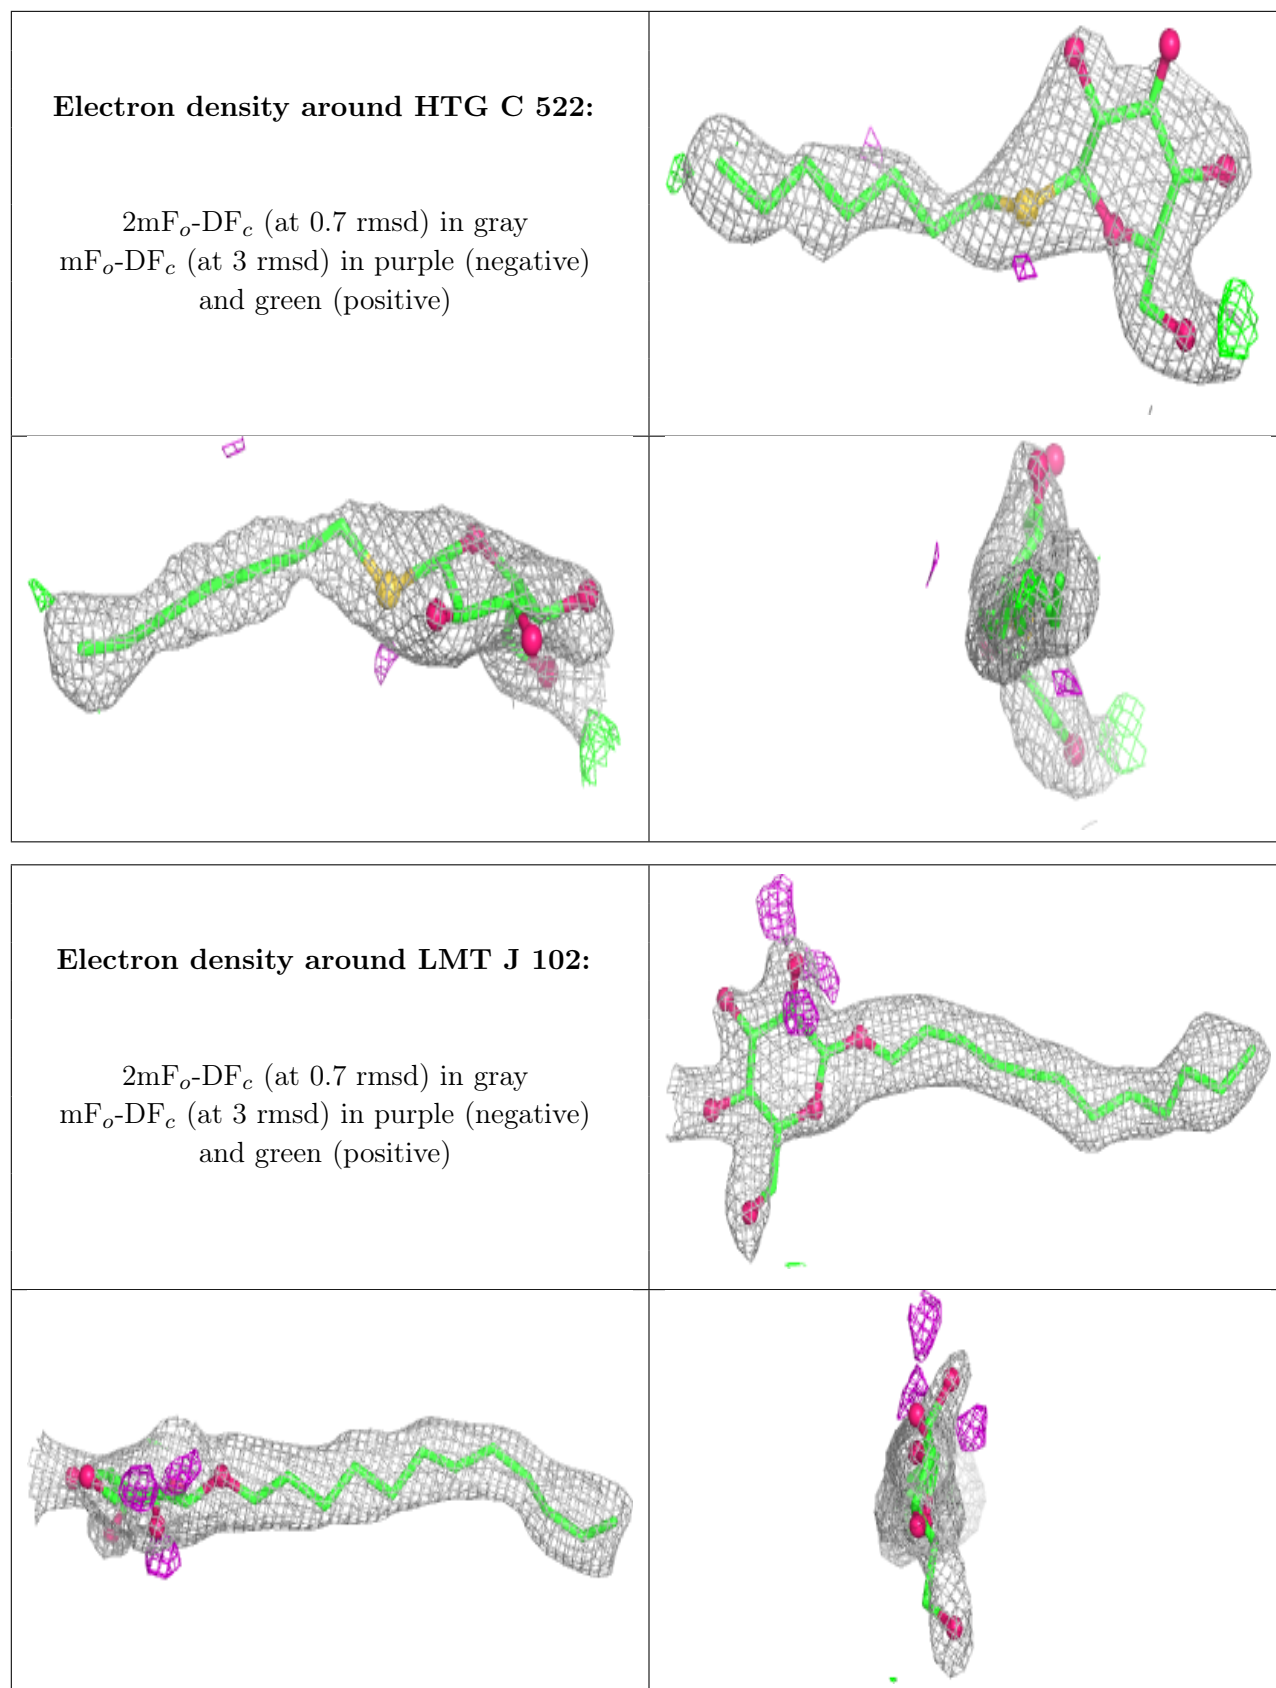 Electron density around HTG C 522:
2mFo-DFc (at 0.7 rmsd) in gray
mFo-DFc (at 3 rmsd) in purple (negative)
and green (positive)
Electron density around LMT J 102:
2mFo-DFc (at 0.7 rmsd) in gray
mFo-DFc (at 3 rmsd) in purple (negative)
and green (positive)